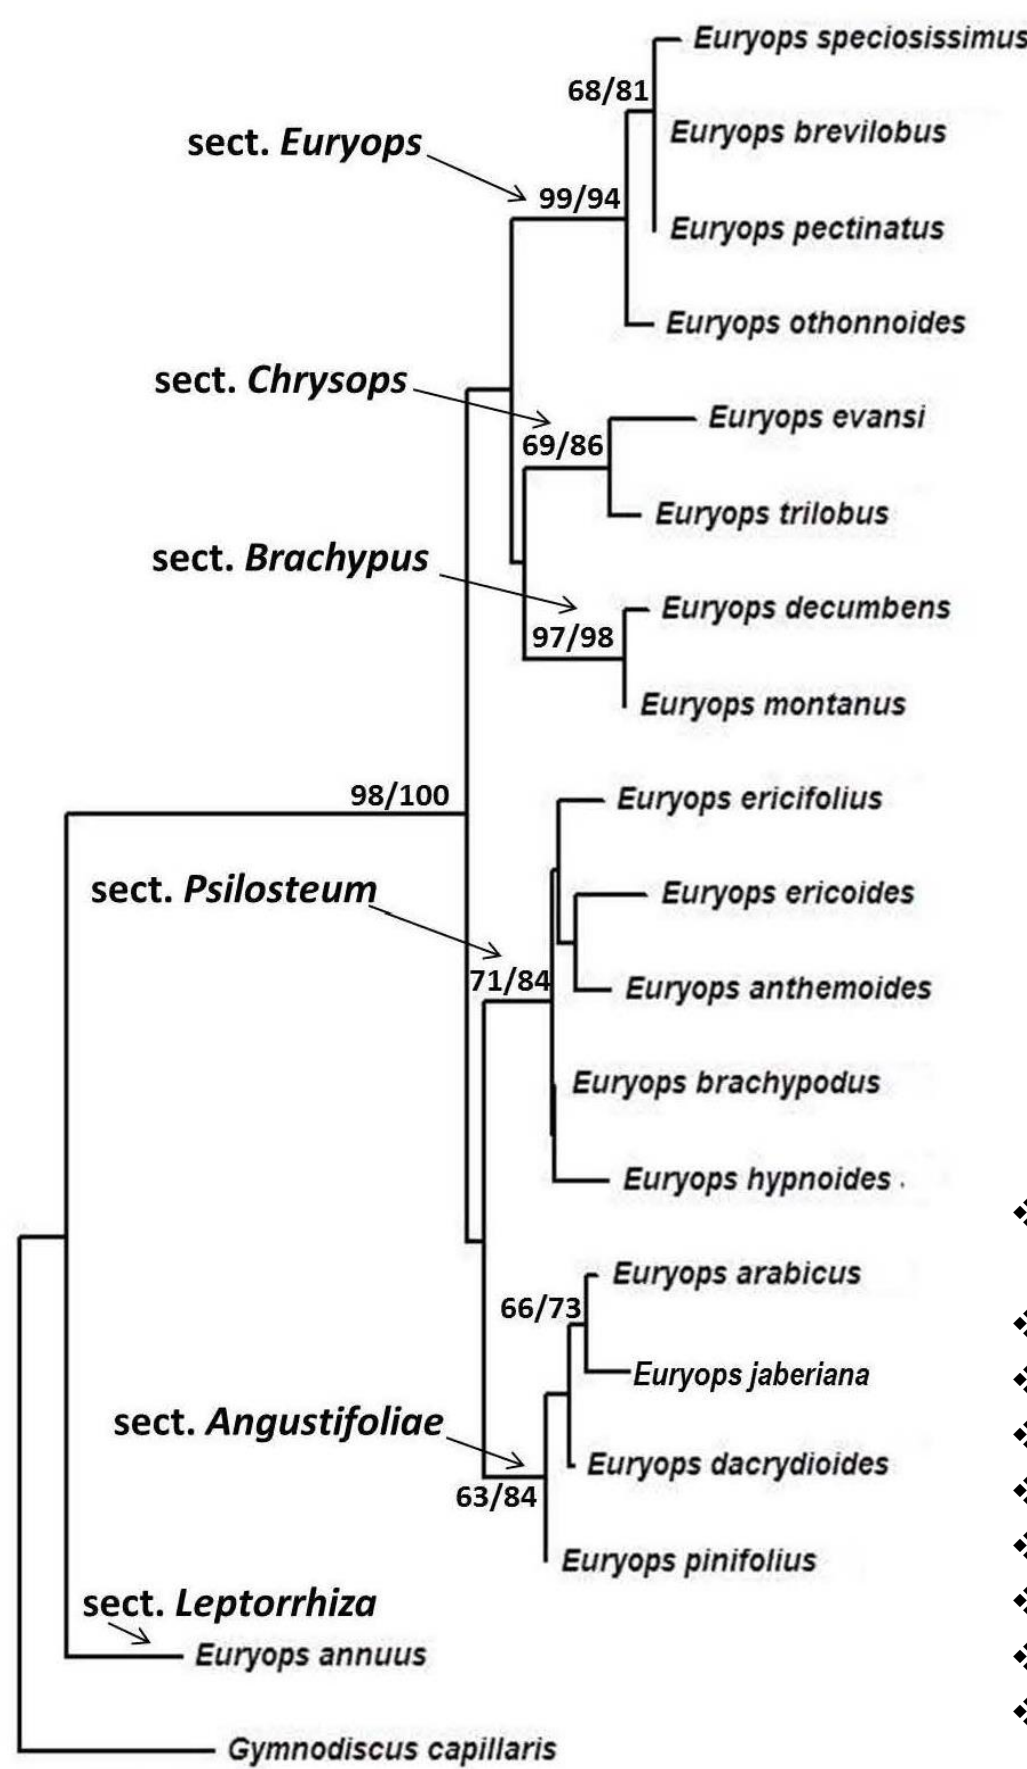 Euryops speciosissimus
68/81
Euryops brevilobus
sect. Euryops
99/94
Euryops pectinatus
Euryops othonnoides
sect. Chrysops
Euryops evansi
69/86
Euryops trilobus
sect. Brachypus
Euryops decumbens
97/98
Euryops montanus
98/100
Euryops ericifolius
sect. Psilosteum
Euryops ericoides
71/84
Euryops anthemoides
Euryops brachypodus
Euryops hypnoides
Euryops arabicus
66/73
Euryops jaberiana
sect. Angustifoliae
Euryops dacrydioides
63/84
Euryops pinifolius
sect. Leptorrhiza
Euryops annuus
Gymnodiscus capillaris